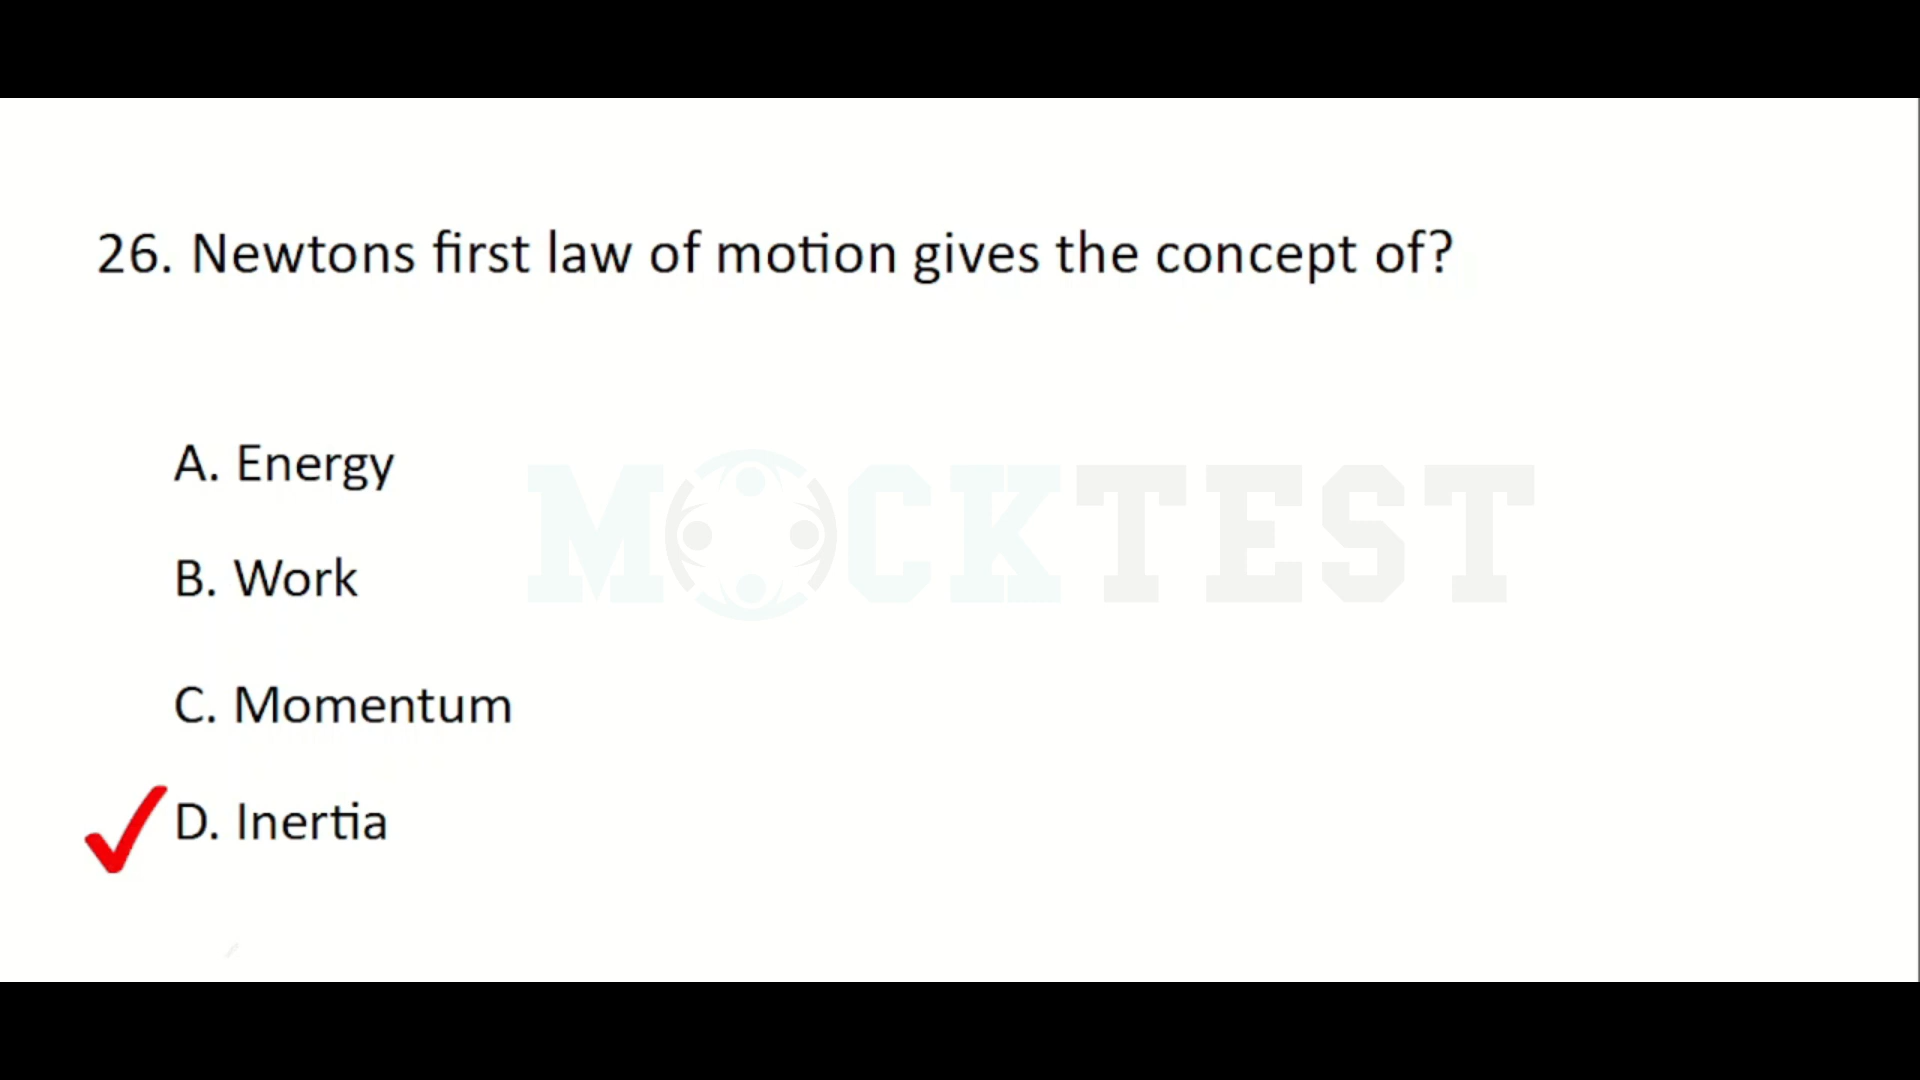 26. Newtons first law of motion gives the concept of?
A. Energy
MOCKTEST
B. Work
C. Momentum
D. Inertia